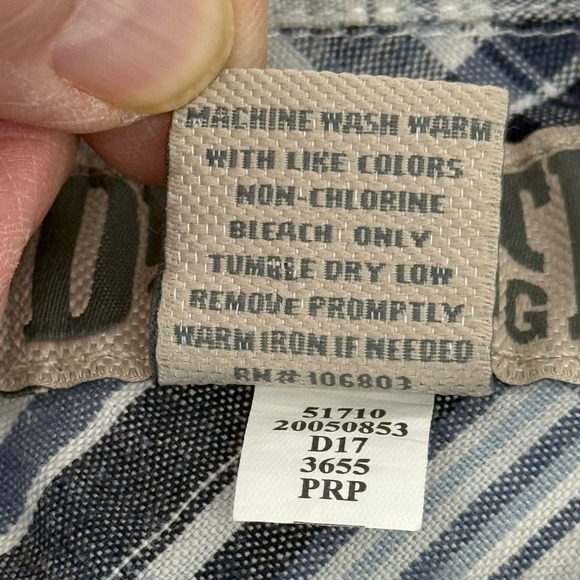 MACHINE WASH WARM
WITH LIKE COLORS
NON-CHLORINE
BLEACH ONLY
TUMBLE DRY LOW
REMOVE PROMPTLY
WARM IRON IF NEEDED
RN# 106803
51710
20050853
D17
3655
PRP